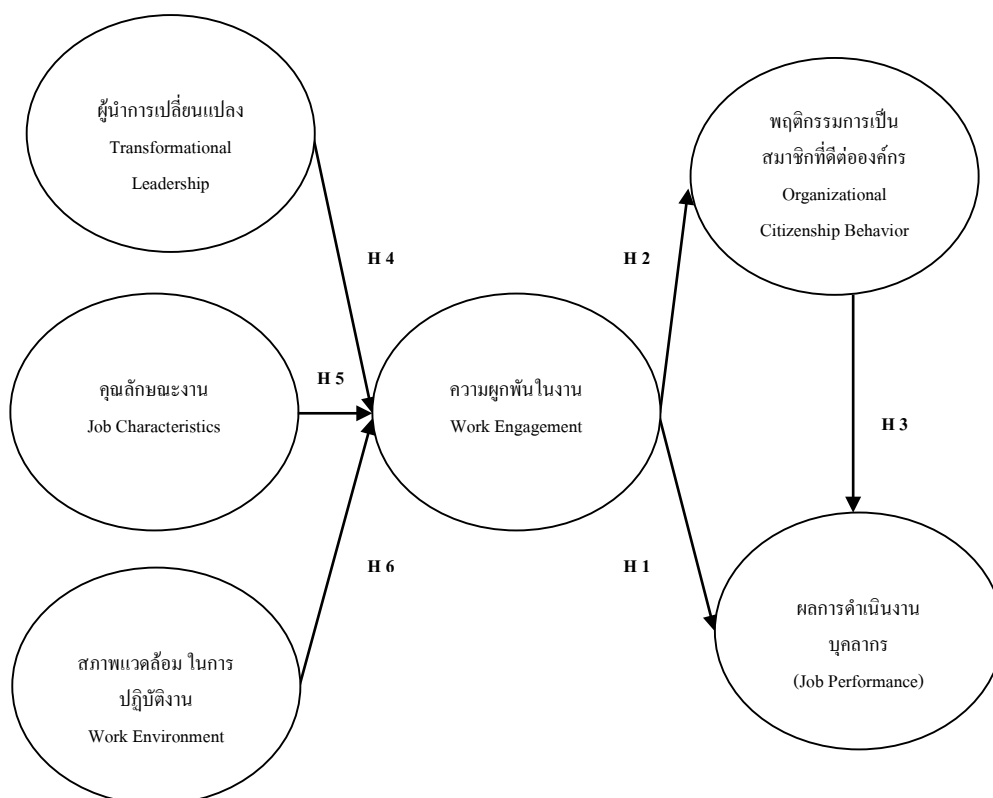 ผู้นำการเปลี่ยนแปลง
Transformational
Leadership
พฤติกรรมการเป็น
สมาชิกที่ดีต่อองค์กร
Organizational
Citizenship Behavior
H 4
H 2
คุณลักษณะงาน
Job Characteristics
H 5
ความผูกพันในงาน
Work Engagement
H 3
H 6
H 1
สภาพแวดล้อม ในการ
ปฏิบัติงาน
Work Environment
ผลการดำเนินงาน
บุคลากร
(Job Performance)